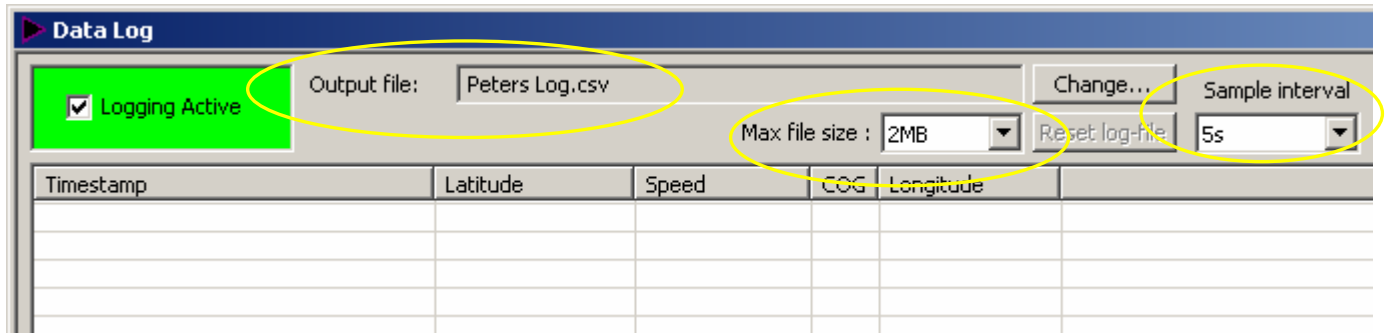 Data Log
Logging Active
Output file: Peters Log.csv Change... Sample interval
Max file size : 2MB Reset log-file 5s
Timestamp Latitude Speed COG Longitude